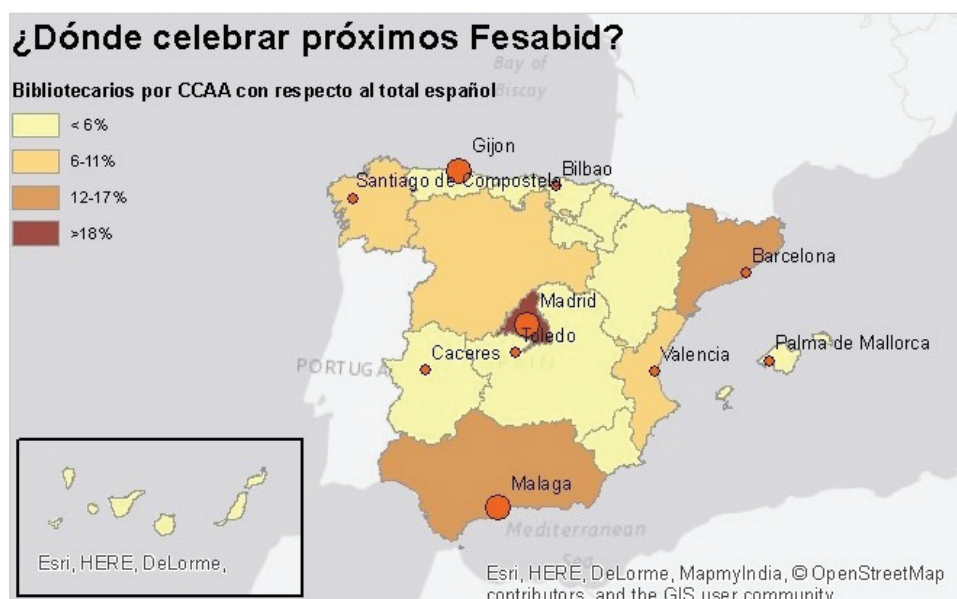 ¿Dónde celebrar próximos Fesabid?
Bay of
Biscay
Bibliotecarios por CCAA con respecto al total español
< 6%
6-11%
12-17%
>18%
Gijon
Bilbao
Santiago de Compostela
Barcelona
Madrid
Toledo
Caceres
Valencia
Palma de Mallorca
PORTUGAL
Malaga
Mediterranean
Sea
Esri, HERE, DeLorme,
Esri, HERE, DeLorme, MapmyIndia, © OpenStreetMap
contributors, and the GIS user community